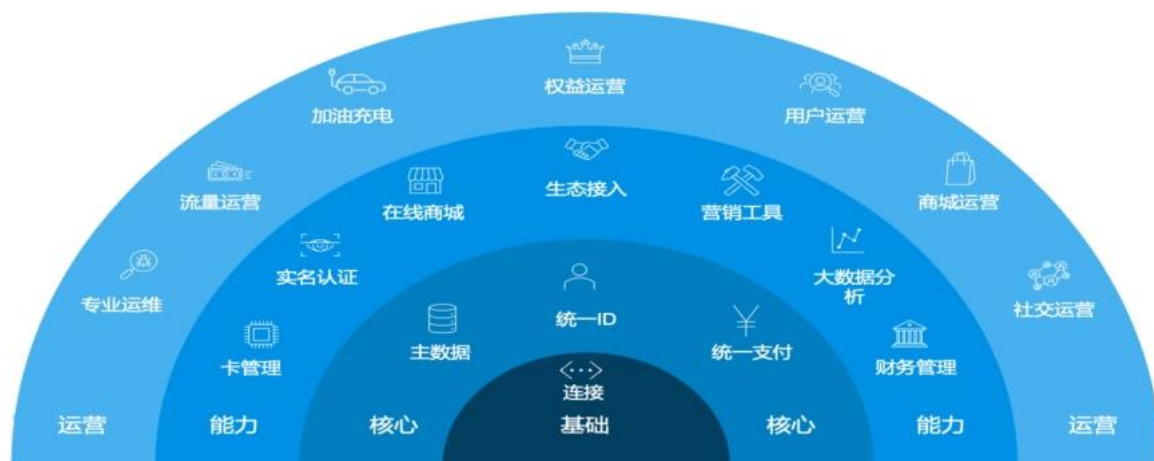 权益运营
加油充电
用户运营
流量运营
商城运营
专业运维
社交运营
生态接入
在线商城
营销工具
实名认证
大数据分
析
卡管理
财务管理
统一ID
主数据
统一支付
连接
运营
能力
核心
基础
核心
能力
运营